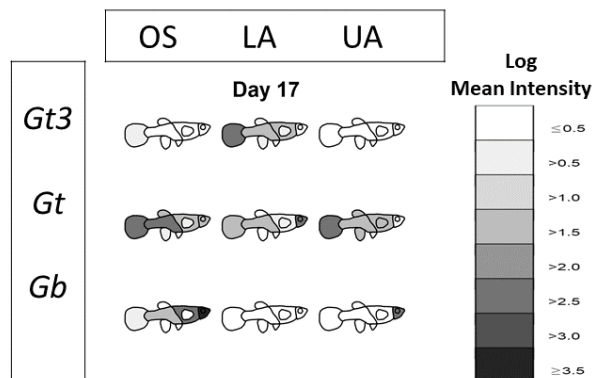 OS LA UA
Day 17
Log
Mean Intensity
Gt3
Gt
Gb
≤0.5
>0.5
>1.0
>1.5
>2.0
>2.5
>3.0
≥3.5